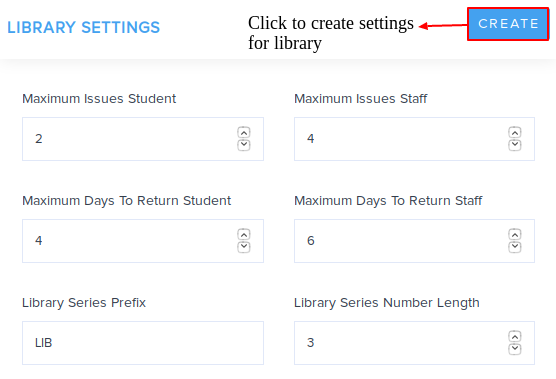 LIBRARY SETTINGS
Click to create settings
for library
CREATE
Maximum Issues Student
Maximum Issues Staff
2
4
Maximum Days To Return Student
Maximum Days To Return Staff
4
6
Library Series Prefix
Library Series Number Length
LIB
3